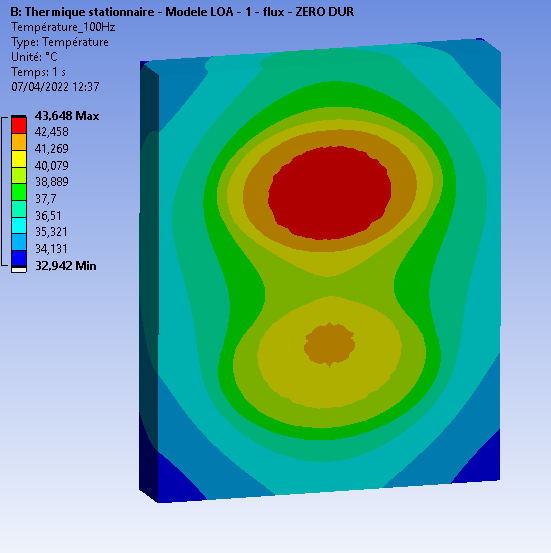 B: Thermique stationnaire - Modele LOA - 1 - flux - ZERO DUR
Température_100Hz
Type: Température
Unité: °C
Temps: 1 s
07/04/2022 12:37
43,648 Max
42,458
41,269
40,079
38,889
37,7
36,51
35,321
34,131
32,942 Min